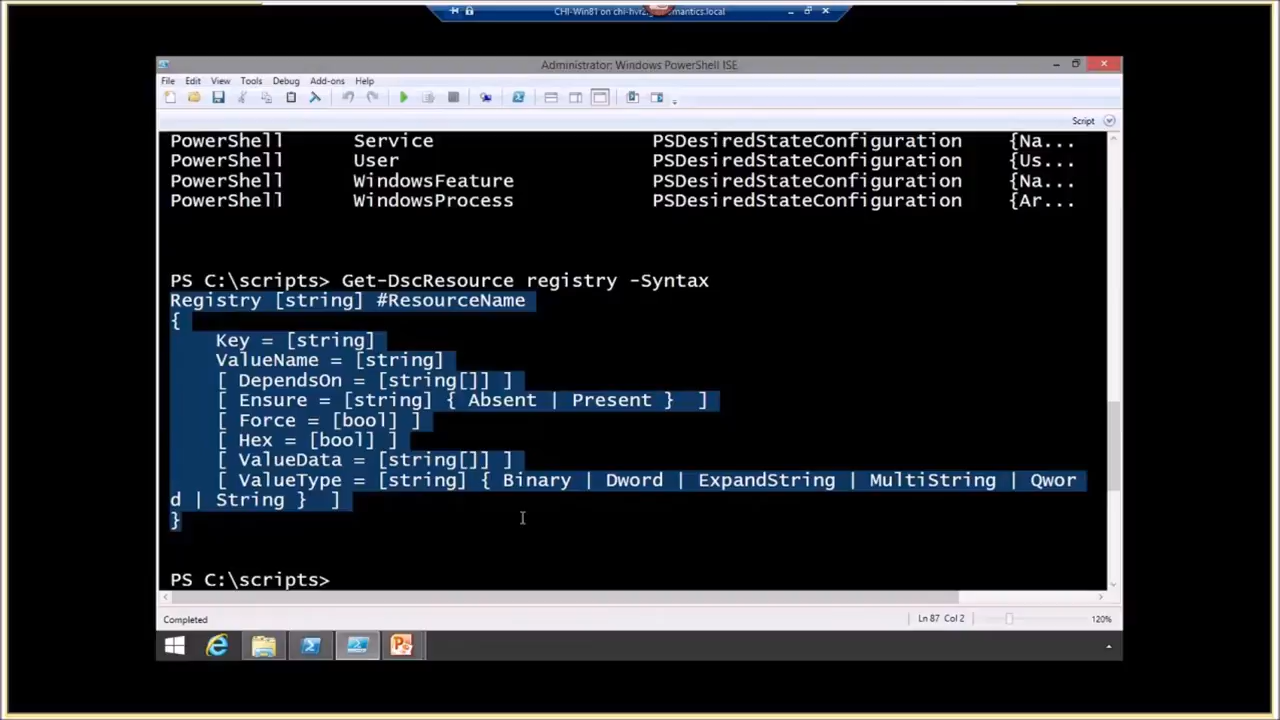 CHI-Win81 on chi-hvr2.
mantics.local
Administrator: Windows PowerShell ISE
File Edit View Tools Debug Add-ons Help
Script
PowerShell Service PSDesiredStateConfiguration {Na...
PowerShell User PSDesiredStateConfiguration {Us...
PowerShell WindowsFeature PSDesiredStateConfiguration {Na...
PowerShell WindowsProcess PSDesiredStateConfiguration {Ar...
PS C:\scripts> Get-DscResource registry -Syntax
Registry [string] #ResourceName
{
Key = [string]
ValueName = [string]
[ DependsOn = [string[]] ]
[ Ensure = [string] { Absent | Present } ]
[ Force = [bool] ]
[ Hex = [bool] ]
[ ValueData = [string[]] ]
[ ValueType = [string] { Binary | Dword | ExpandString | MultiString | Qwor
d | String } ]
}
PS C:\scripts>
Completed
Ln 87 Col 2
120%